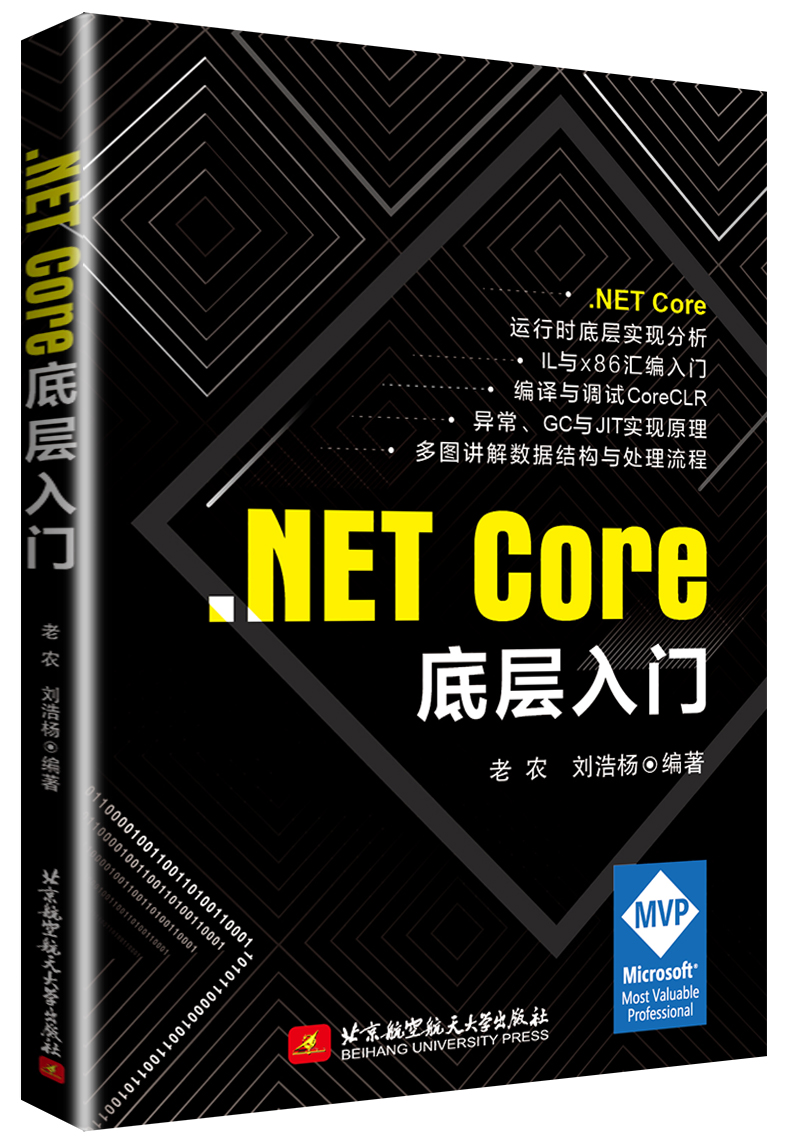 .NET Core底层入门
老农 刘浩杨◉编著
北京航空航天大学出版社
.NET Core
运行时底层实现分析
IL与x86汇编入门
编译与调试CoreCLR
异常、GC与JIT实现原理
多图讲解数据结构与处理流程
.NET Core
底层入门
老农 刘浩杨◉编著
MVP
Microsoft®
Most Valuable
Professional
北京航空航天大学出版社
BEIHANG UNIVERSITY PRESS